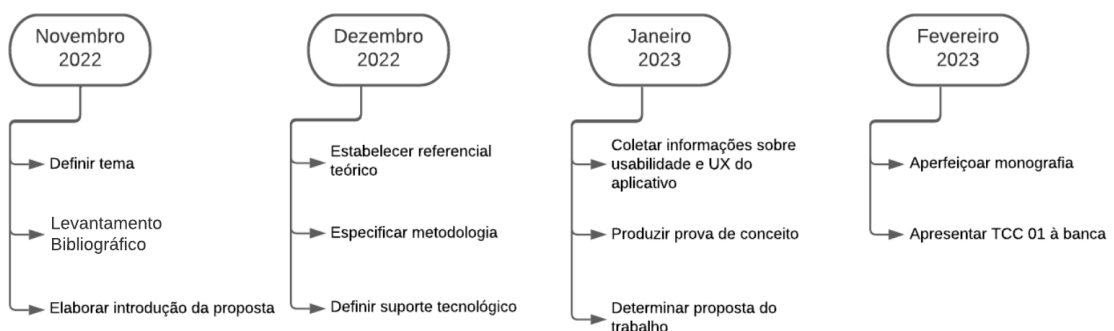 Novembro
2022
Definir tema
Levantamento
Bibliográfico
Elaborar introdução da proposta
Dezembro
2022
Estabelecer referencial
teórico
Especificar metodologia
Definir suporte tecnológico
Janeiro
2023
Coletar informações sobre
usabilidade e UX do
aplicativo
Produzir prova de conceito
Determinar proposta do
trabalho
Fevereiro
2023
Aperfeiçoar monografia
Apresentar TCC 01 à banca